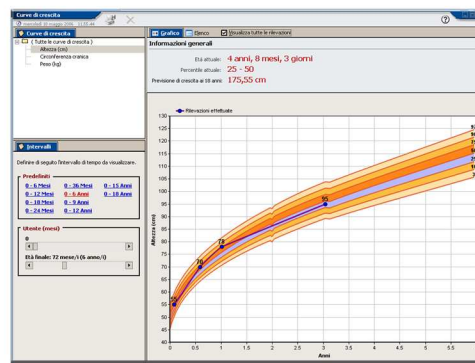 Curve di crescita
mercoledì 10 maggio 2006
Curve di crescita
( Tutte le curve di crescita )
Altezza (cm)
Circonferenza cranica
Peso (kg)
Intervalli
Definire di seguito l'intervallo di tempo da visualizzare.
Predefiniti
0 - 6 Mesi 0 - 36 Mesi 0 - 15 Anni
0 - 12 Mesi 0 - 6 Anni 0 - 18 Anni
0 - 18 Mesi 0 - 9 Anni
0 - 24 Mesi 0 - 12 Anni
Utente (mesi)
0
Età finale: 72 mese/i (6 anno/i)
Grafico Elenco Visualizza tutte le rilevazioni
Informazioni generali
Età attuale: 4 anni, 8 mesi, 3 giorni
Percentile attuale: 25 - 50
Previsione di crescita ai 18 anni: 175,55 cm
Rilevazioni effettuate
Altezza (cm)
130
125
120
115
110
105
100
95
90
85
80
75
70
65
60
55
50
45
40
55
70
78
95
0 0.5 1 1.5 2 2.5 3 3.5 4 4.5 5 5.5
Anni